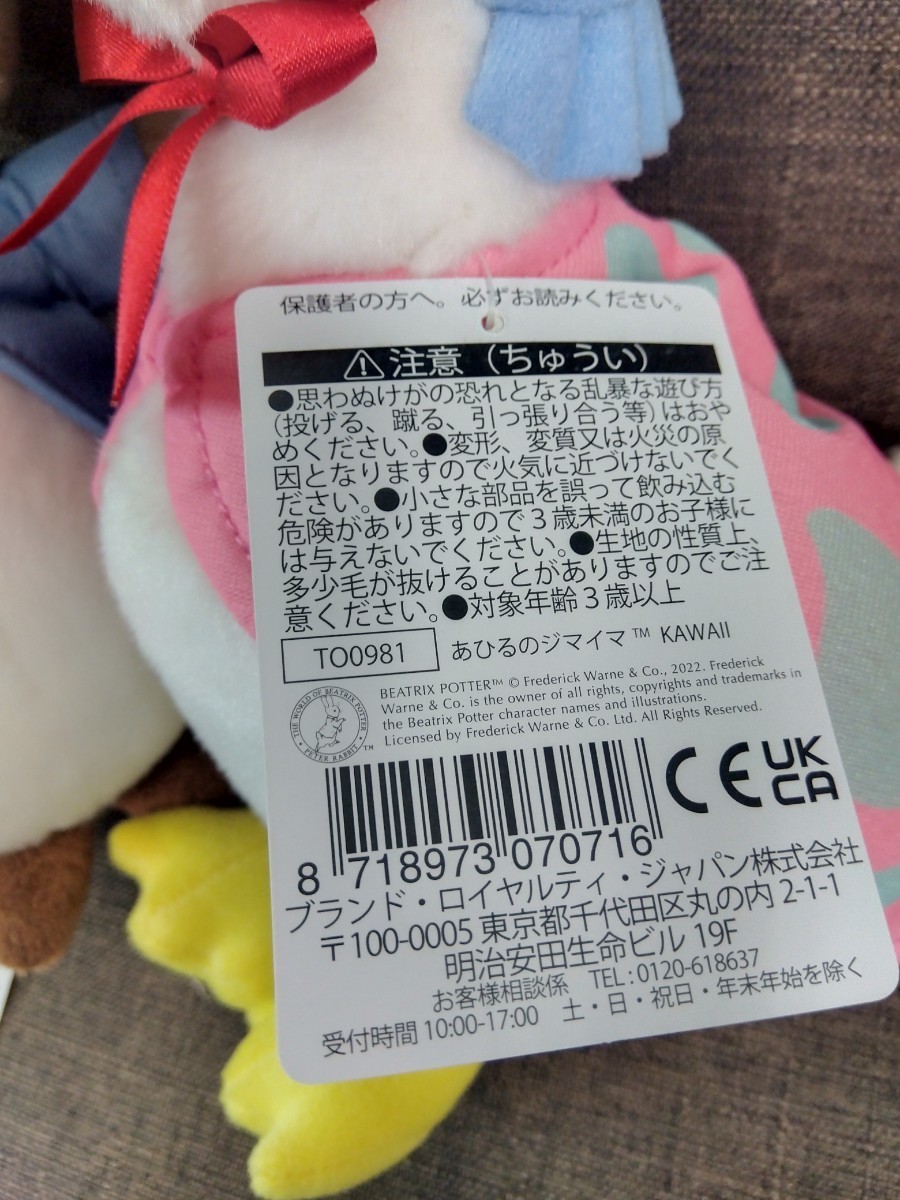 保護者の方へ。必ずお読みください。
⚠注意（ちゅうい）
●思わぬけがの恐れとなる乱暴な遊び方
(投げる、蹴る、引っ張り合う等)はおや
めください。●変形、変質又は火災の原
因となりますので火気に近づけないでく
ださい。●小さな部品を誤って飲み込む
危険がありますので３歳未満のお子様に
は与えないでください。●生地の性質上、
多少毛が抜けることがありますのでご注
意ください。●対象年齢３歳以上
TO0981 あひるのジマイマ™ KAWAII
BEATRIX POTTER™ © Frederick Warne & Co., 2022. Frederick
Warne & Co. is the owner of all rights, copyrights and trademarks in
the Beatrix Potter character names and illustrations.
Licensed by Frederick Warne & Co. Ltd. All Rights Reserved.
THE WORLD OF BEATRIX POTTER
PETER RABBIT ™
CE UK CA
8 718973 070716
ブランド・ロイヤルティ・ジャパン株式会社
〒100-0005 東京都千代田区丸の内 2-1-1
明治安田生命ビル 19F
お客様相談係 TEL : 0120-618637
受付時間 10:00-17:00 土・日・祝日・年末年始を除く